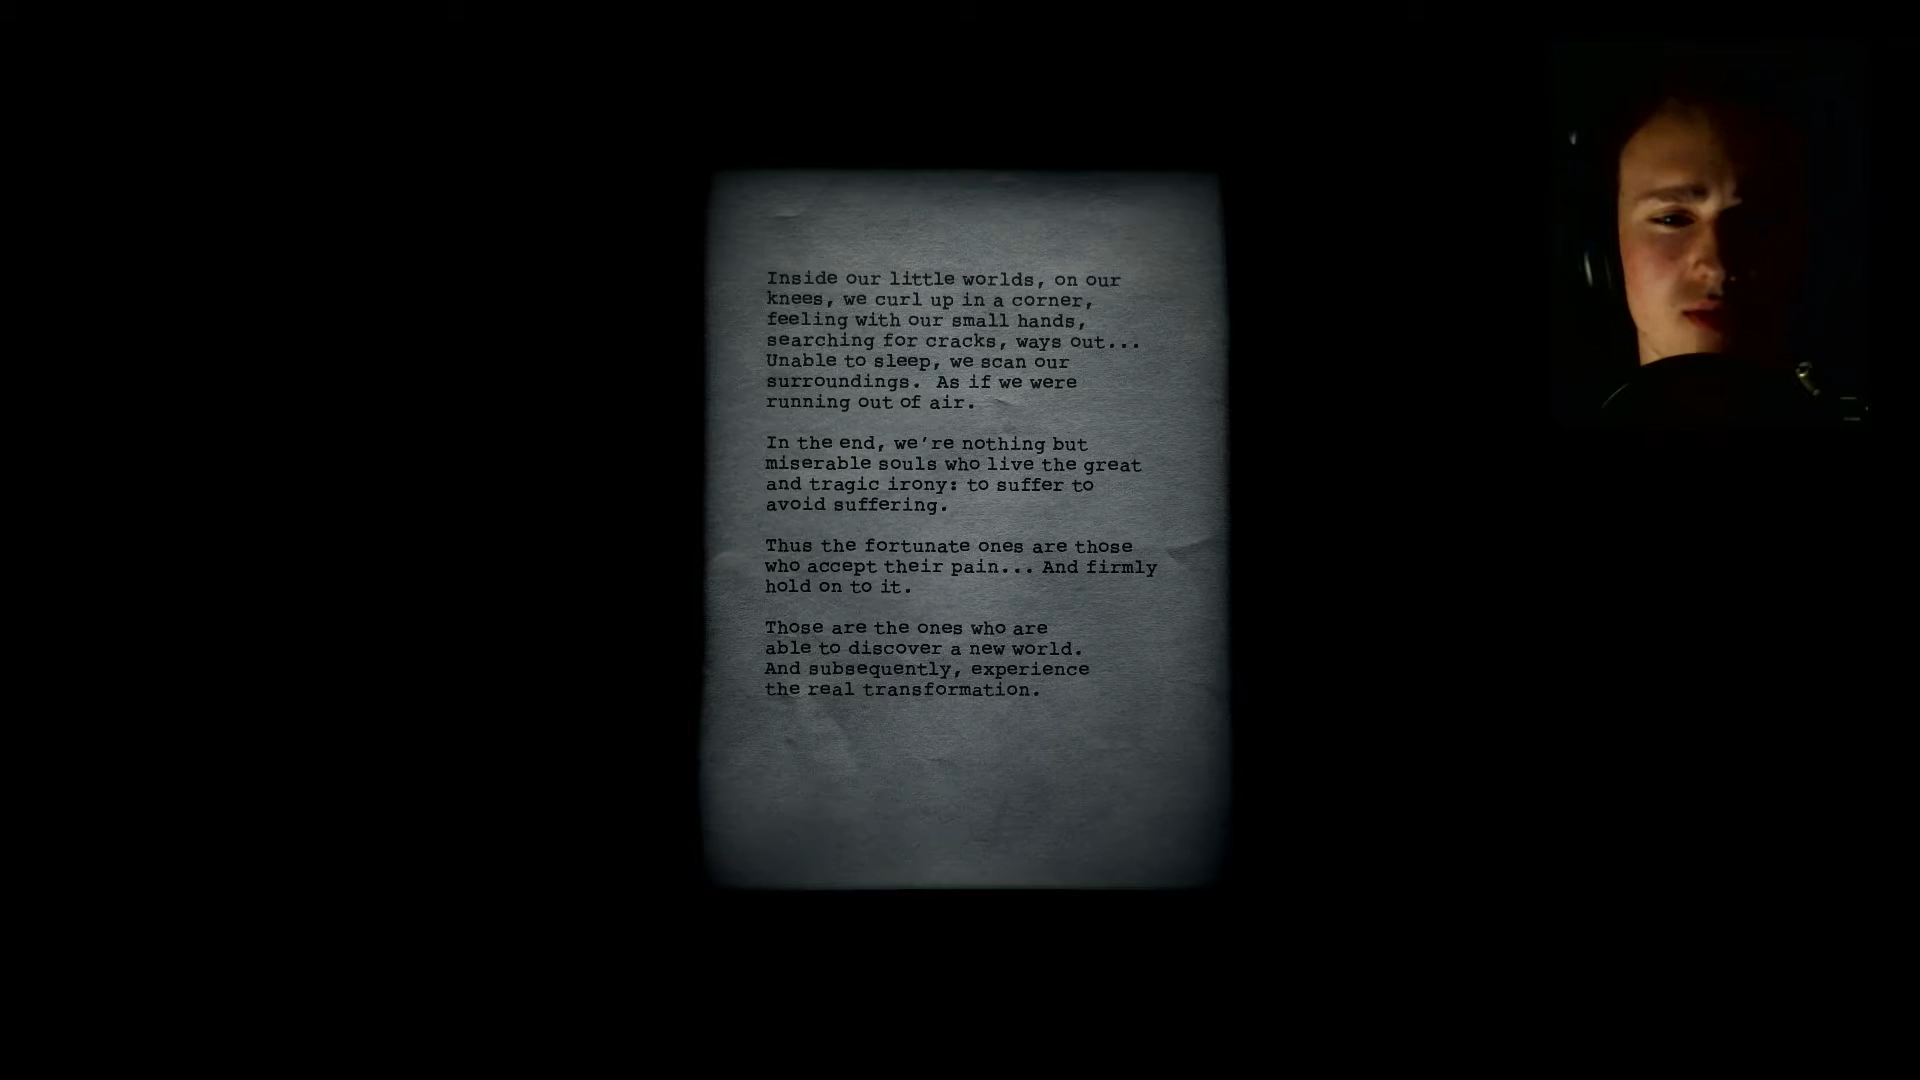 Inside our little worlds, on our
knees, we curl up in a corner,
feeling with our small hands,
searching for cracks, ways out...
Unable to sleep, we scan our
surroundings. As if we were
running out of air.
In the end, we're nothing but
miserable souls who live the great
and tragic irony: to suffer to
avoid suffering.
Thus the fortunate ones are those
who accept their pain... And firmly
hold on to it.
Those are the ones who are
able to discover a new world.
And subsequently, experience
the real transformation.